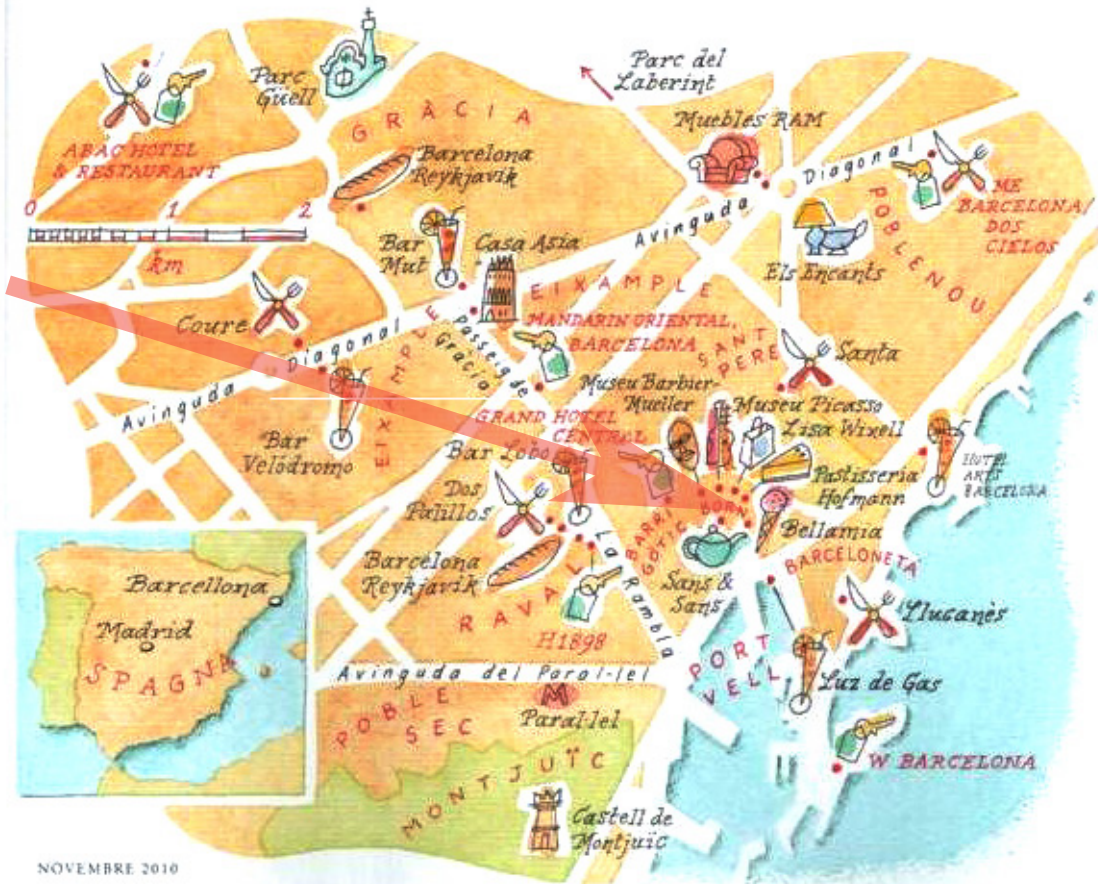 Parc
Güell
GRÀCIA
Parc del
Laberint
Muebles RAM
ABAC HOTEL
& RESTAURANT
0 1 2
km
Barcelona
Reykjavik
Bar
Mut
Casa Asia
Avinguda Diagonal
Els Encants
POBLENOU
ME
BARCELONA/
DOS
CIELOS
Coure
Avinguda Diagonal
EIXAMPLE
Passeig de
Gràcia
MANDARIN ORIENTAL,
BARCELONA
SANT
PERE
Santa
Bar
Velódromo
EIXAMPLE
Museu Barbier-
Mueller
Museu Picasso
Lisa Wixell
GRAND HOTEL
CENTRAL
Bar Lobo
Dos
Palillos
Pastisseria
Hofmann
HOTEL
ARTS
BARCELONA
BORN
Bellamia
BARRI
GÒTIC
Sans &
Sans
Barcelona
Reykjavik
RAVAL
La Rambla
H1898
BARCELONETA
Lluçanès
PORT
VELL
Luz de Gas
W BARCELONA
Barcellona
Madrid
SPAGNA
Avinguda del Paral-lel
POBLE
SEC
M
Paral·lel
MONTJUÏC
Castell de
Montjuïc
NOVEMBRE 2010